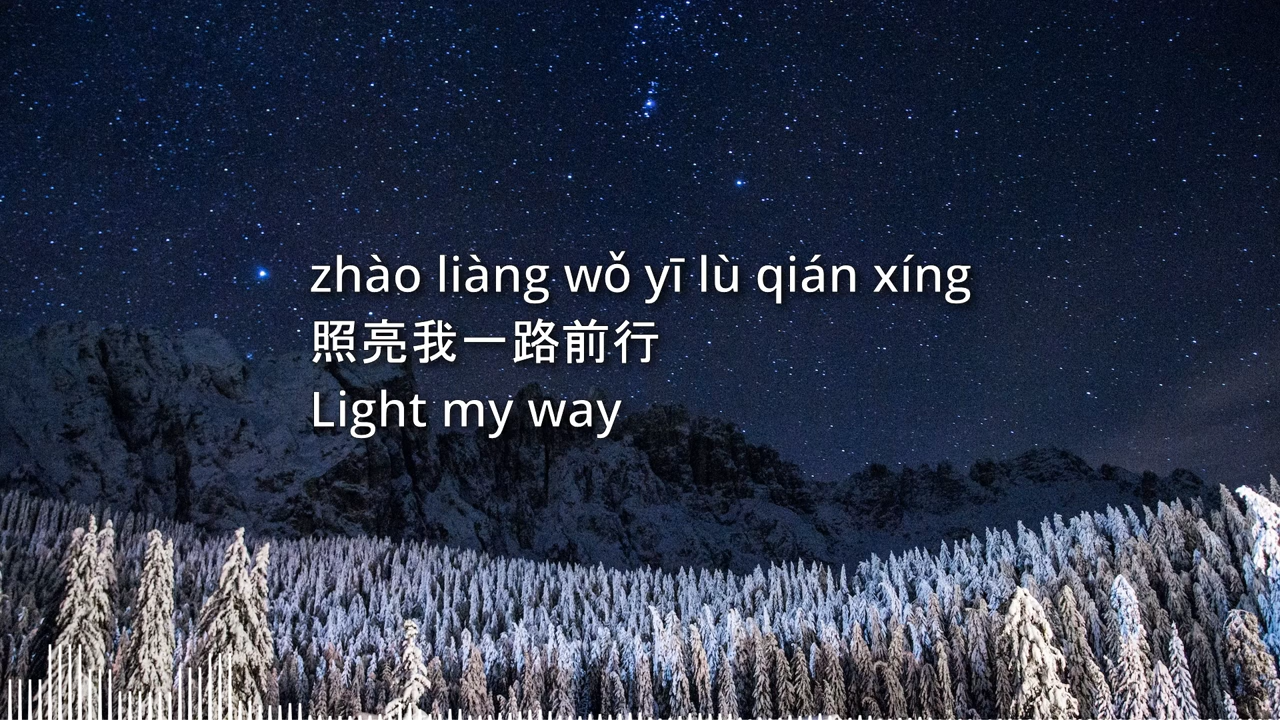 zhào liàng wǒ yī lù qián xíng
照亮我一路前行
Light my way